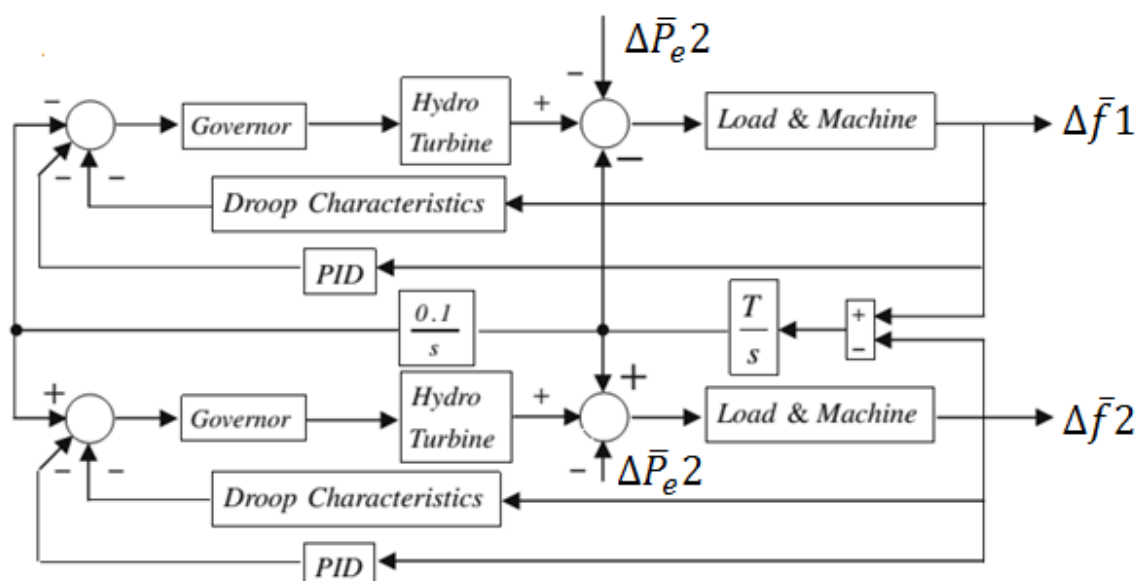 ΔP̄ₑ2
-
-
Governor
Hydro
Turbine
+
Load & Machine
Δf̄1
-
-
-
Droop Characteristics
PID
0.1
s
T
s
+
-
+
Governor
Hydro
Turbine
+
+
Load & Machine
Δf̄2
-
-
-
ΔP̄ₑ2
Droop Characteristics
PID